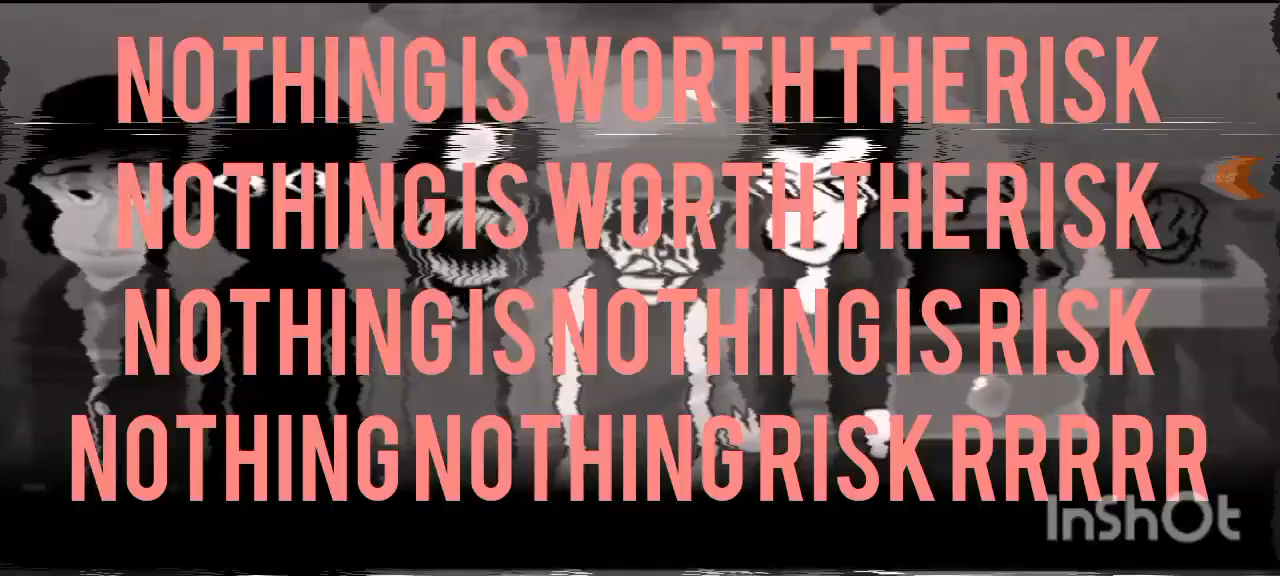 NOTHING IS WORTH THE RISK
NOTHING IS WORTH THE RISK
NOTHING IS NOTHING IS RISK
NOTHING NOTHING RISK RRRRR
InShOt